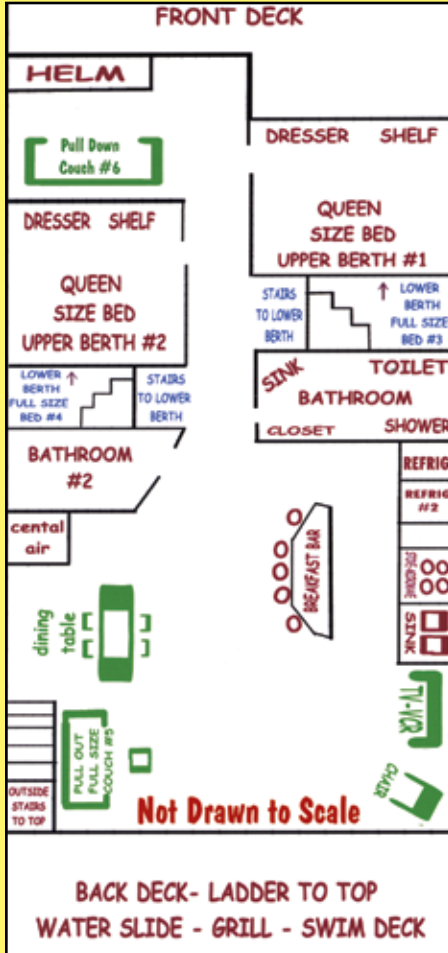 FRONT DECK
HELM
Pull Down
Couch #6
DRESSER SHELF
QUEEN
SIZE BED
UPPER BERTH #1
DRESSER SHELF
QUEEN
SIZE BED
UPPER BERTH #2
STAIRS
TO LOWER
BERTH
↑ LOWER
BERTH
FULL SIZE
BED #3
LOWER ↑
BERTH
FULL SIZE
BED #4
STAIRS
TO LOWER
BERTH
SINK
TOILET
BATHROOM
CLOSET
SHOWER
BATHROOM
#2
REFRIG
REFRIG
#2
cental
air
BREAKFAST BAR
SINK
dining
table
TV-VCR
PULL OUT
FULL SIZE
COUCH #5
CHAIR
OUTSIDE
STAIRS
TO TOP
Not Drawn to Scale
BACK DECK- LADDER TO TOP
WATER SLIDE - GRILL - SWIM DECK